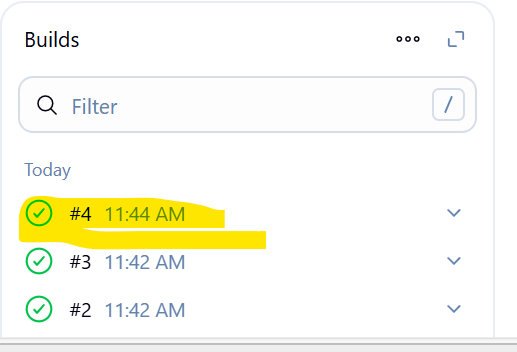 Builds
Filter /
Today
#4 11:44 AM
#3 11:42 AM
#2 11:42 AM